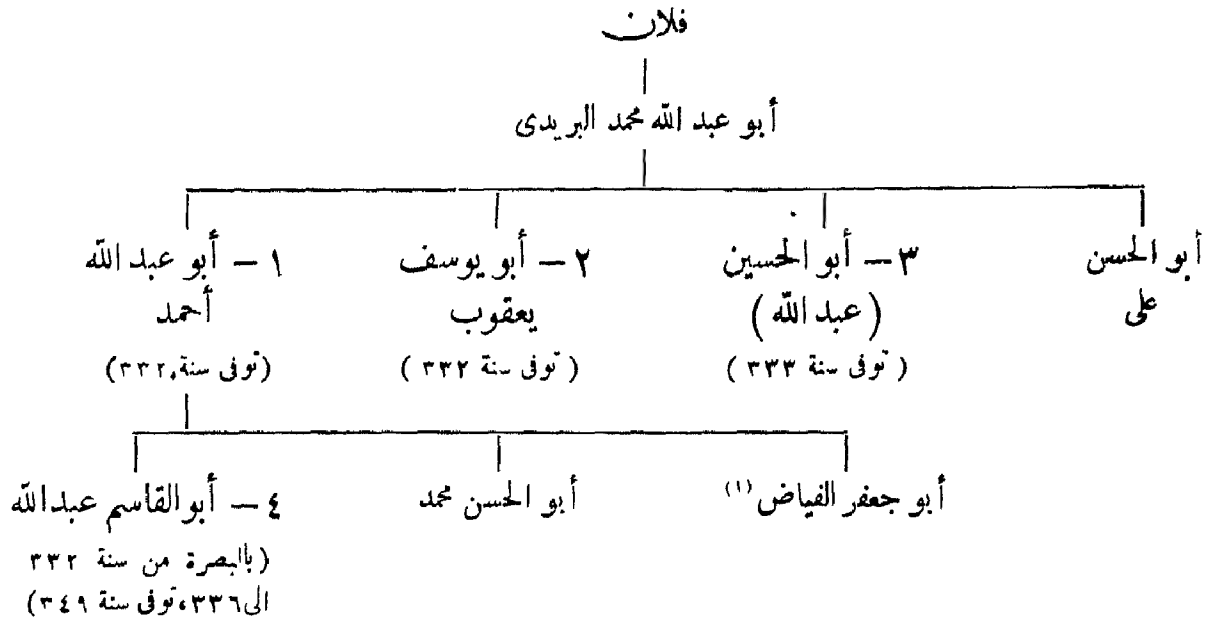 فلان
أبو عبد الله محمد البريدى
أبو الحسن
على
٣ – أبو الحسين
(عبد الله)
(توفى سنة ٣٣٣)
٢ – أبو يوسف
يعقوب
(توفى سنة ٣٣٢)
١ – أبو عبد الله
أحمد
(توفى سنة ٣٣٢)
أبو جعفر الفياض (١)
أبو الحسن محمد
٤ – أبو القاسم عبد الله
(بالبصرة من سنة ٣٣٢
الى ٣٣٦، توفى سنة ٣٤٩)